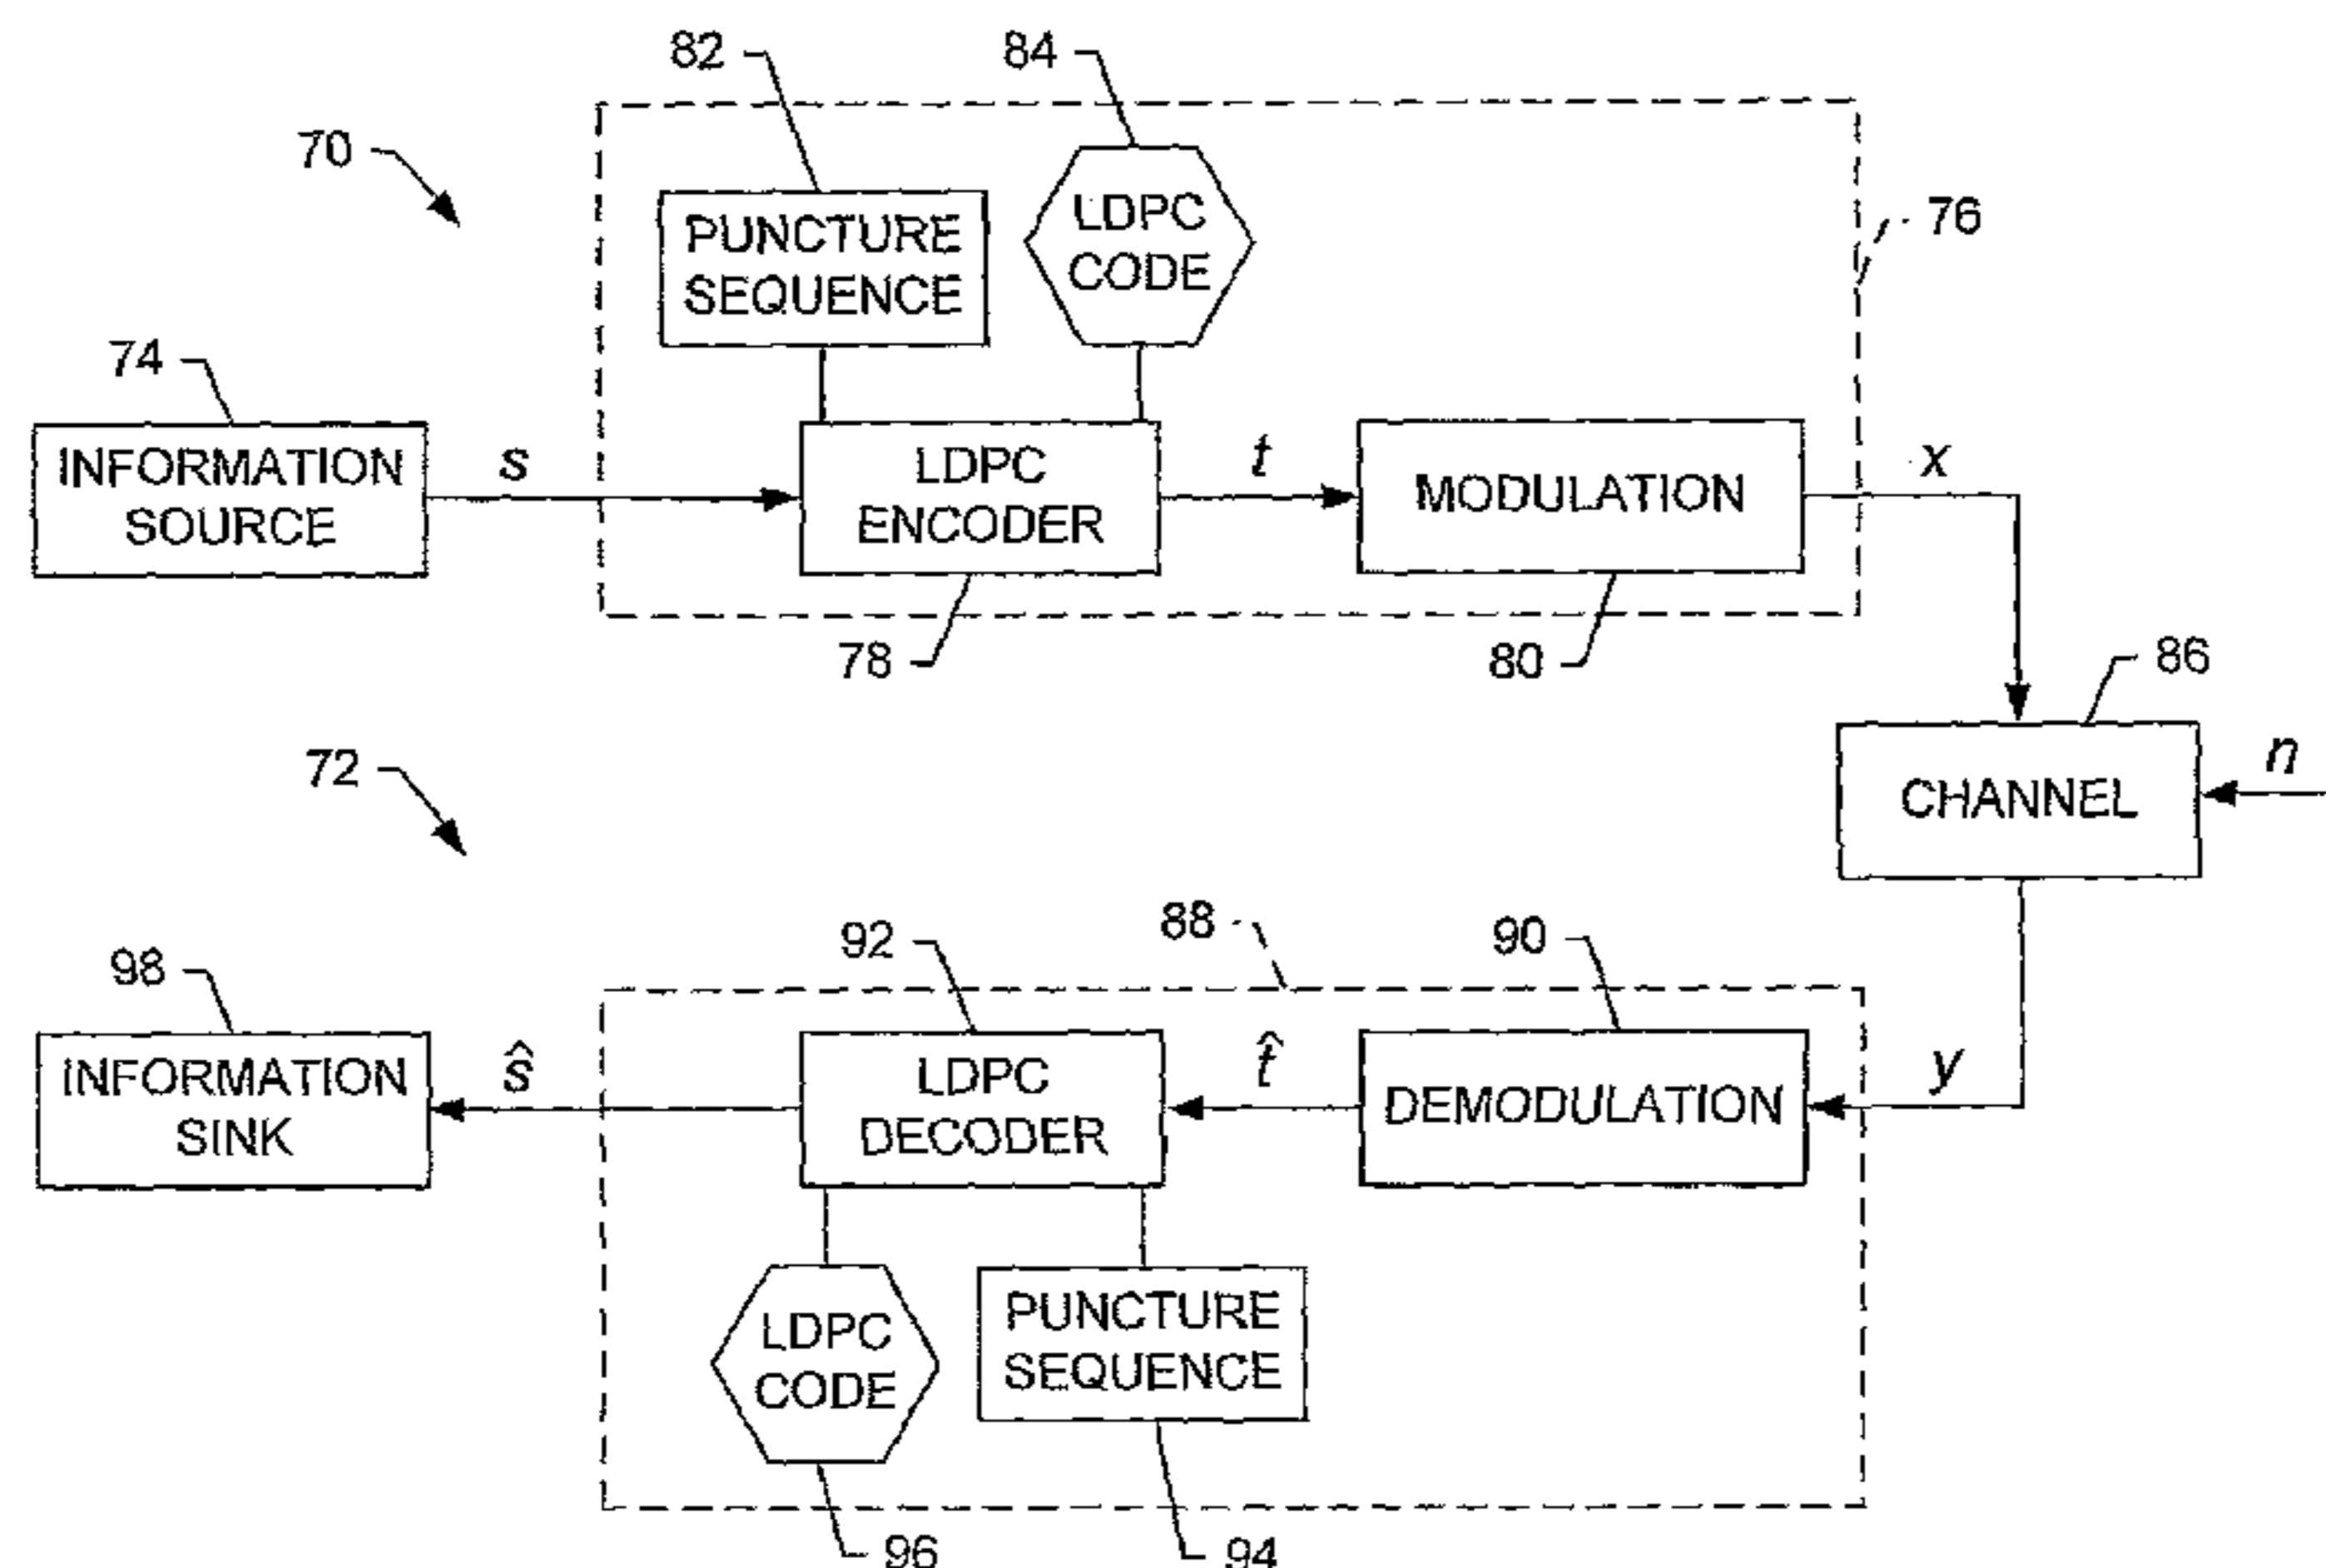 82
84
70
PUNCTURE
SEQUENCE
LDPC
CODE
76
74
INFORMATION
SOURCE
s
LDPC
ENCODER
t
MODULATION
x
78
80
86
72
CHANNEL
n
98
92
88
90
INFORMATION
SINK
ŝ
LDPC
DECODER
t̂
DEMODULATION
y
LDPC
CODE
PUNCTURE
SEQUENCE
96
94